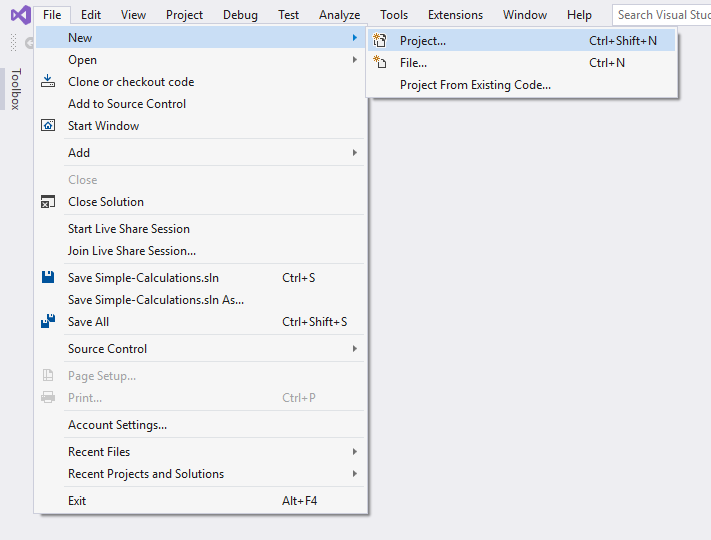 File Edit View Project Debug Test Analyze Tools Extensions Window Help Search Visual Stud
Toolbox
New
Open
Clone or checkout code
Add to Source Control
Start Window
Add
Close
Close Solution
Start Live Share Session
Join Live Share Session...
Save Simple-Calculations.sln Ctrl+S
Save Simple-Calculations.sln As...
Save All Ctrl+Shift+S
Source Control
Page Setup...
Print... Ctrl+P
Account Settings...
Recent Files
Recent Projects and Solutions
Exit Alt+F4
Project... Ctrl+Shift+N
File... Ctrl+N
Project From Existing Code...